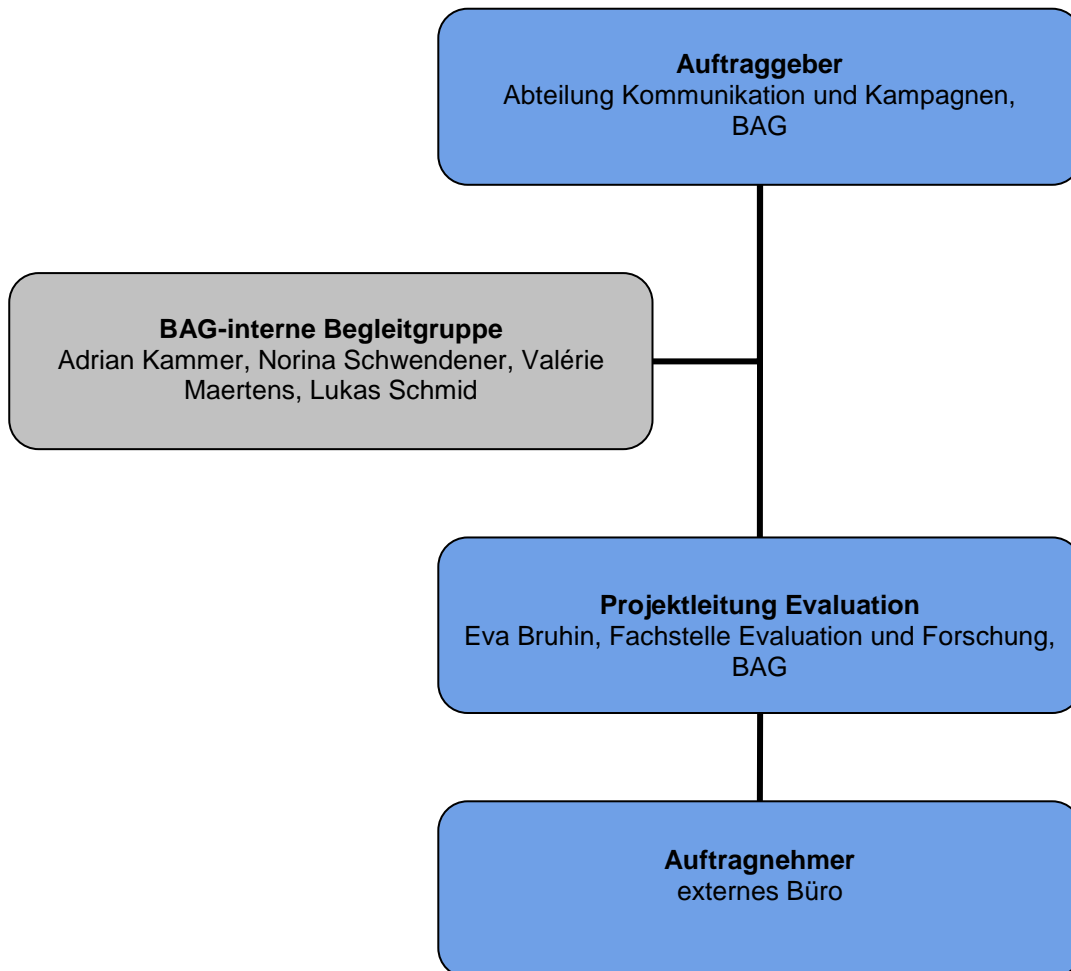 Auftraggeber
Abteilung Kommunikation und Kampagnen,
BAG
BAG-interne Begleitgruppe
Adrian Kammer, Norina Schwendener, Valérie
Maertens, Lukas Schmid
Projektleitung Evaluation
Eva Bruhin, Fachstelle Evaluation und Forschung,
BAG
Auftragnehmer
externes Büro